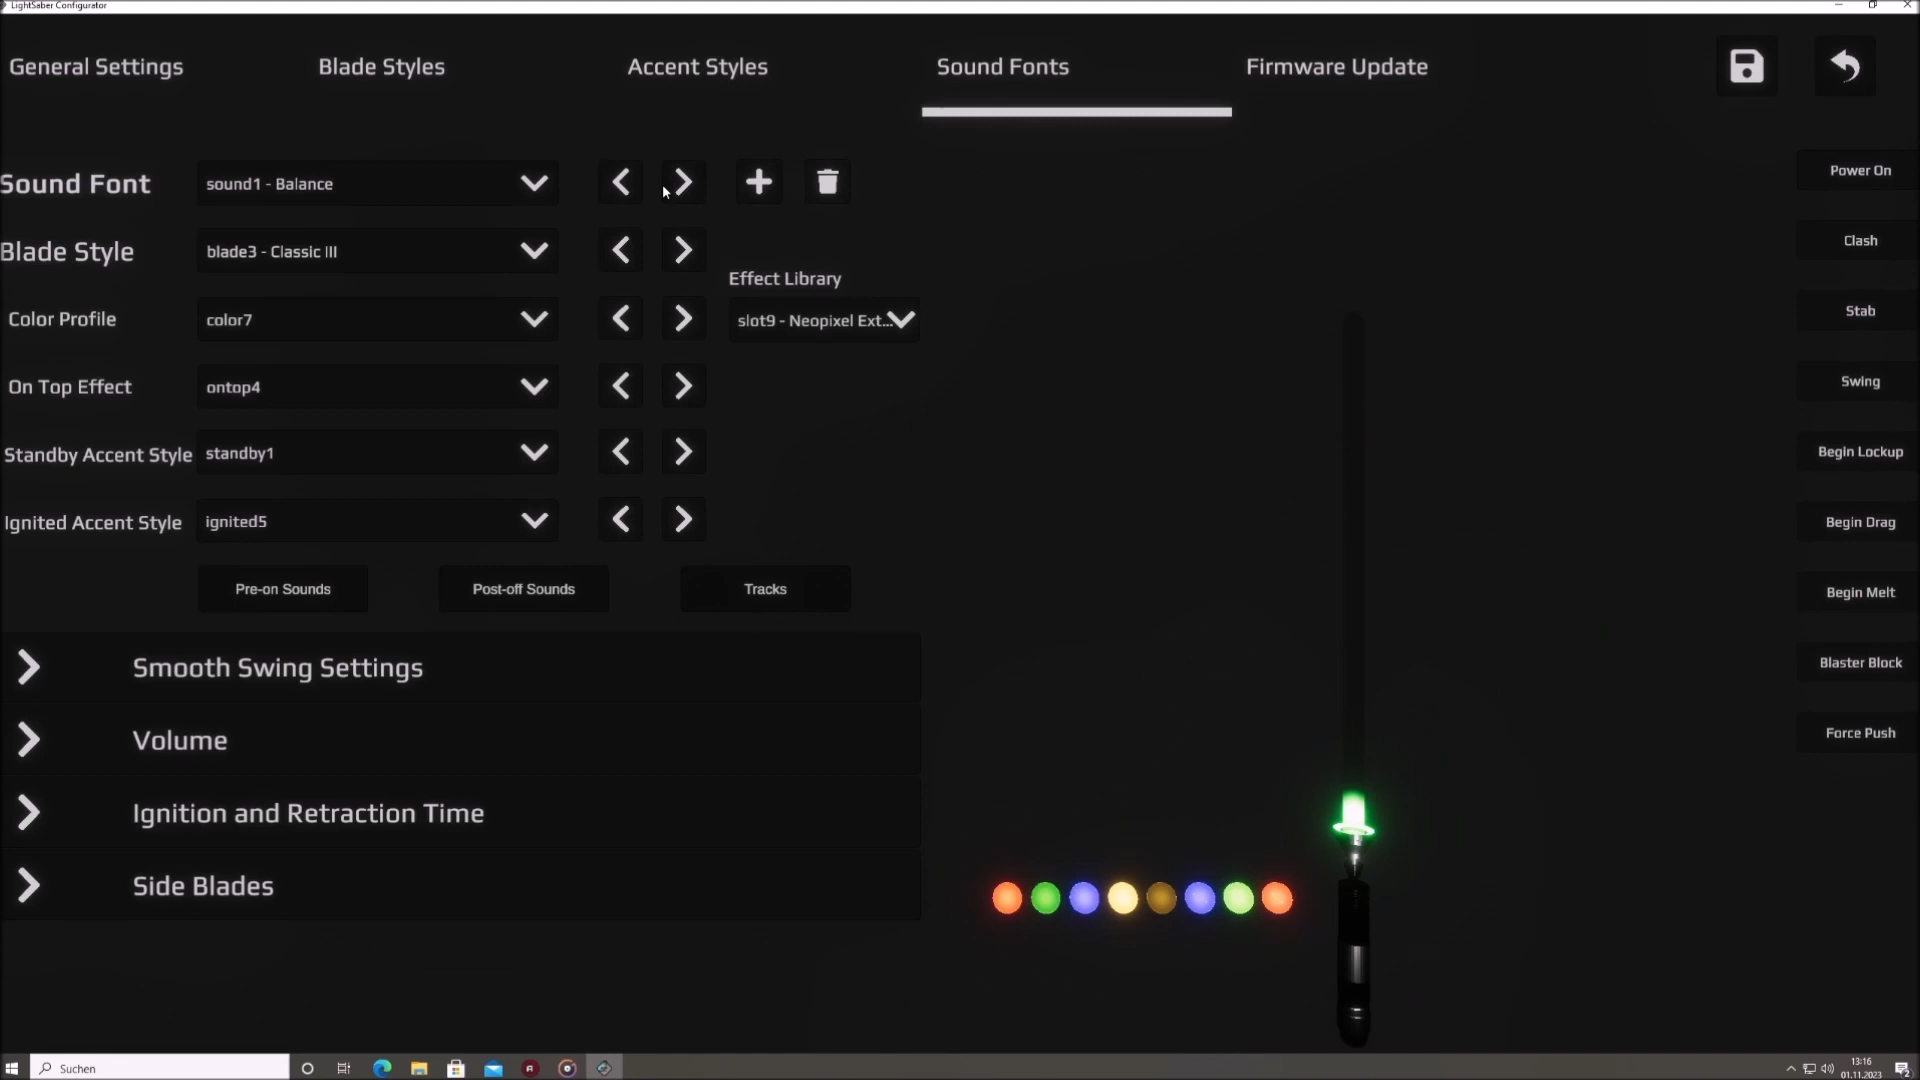 LightSaber Configurator
General Settings
Blade Styles
Accent Styles
Sound Fonts
Firmware Update
Sound Font
sound1 - Balance
Blade Style
blade3 - Classic III
Effect Library
Color Profile
color7
slot9 - Neopixel Ext...
On Top Effect
ontop4
Standby Accent Style
standby1
Ignited Accent Style
ignited5
Pre-on Sounds
Post-off Sounds
Tracks
Smooth Swing Settings
Volume
Ignition and Retraction Time
Side Blades
Power On
Clash
Stab
Swing
Begin Lockup
Begin Drag
Begin Melt
Blaster Block
Force Push
Suchen
13:16
01.11.2023
2